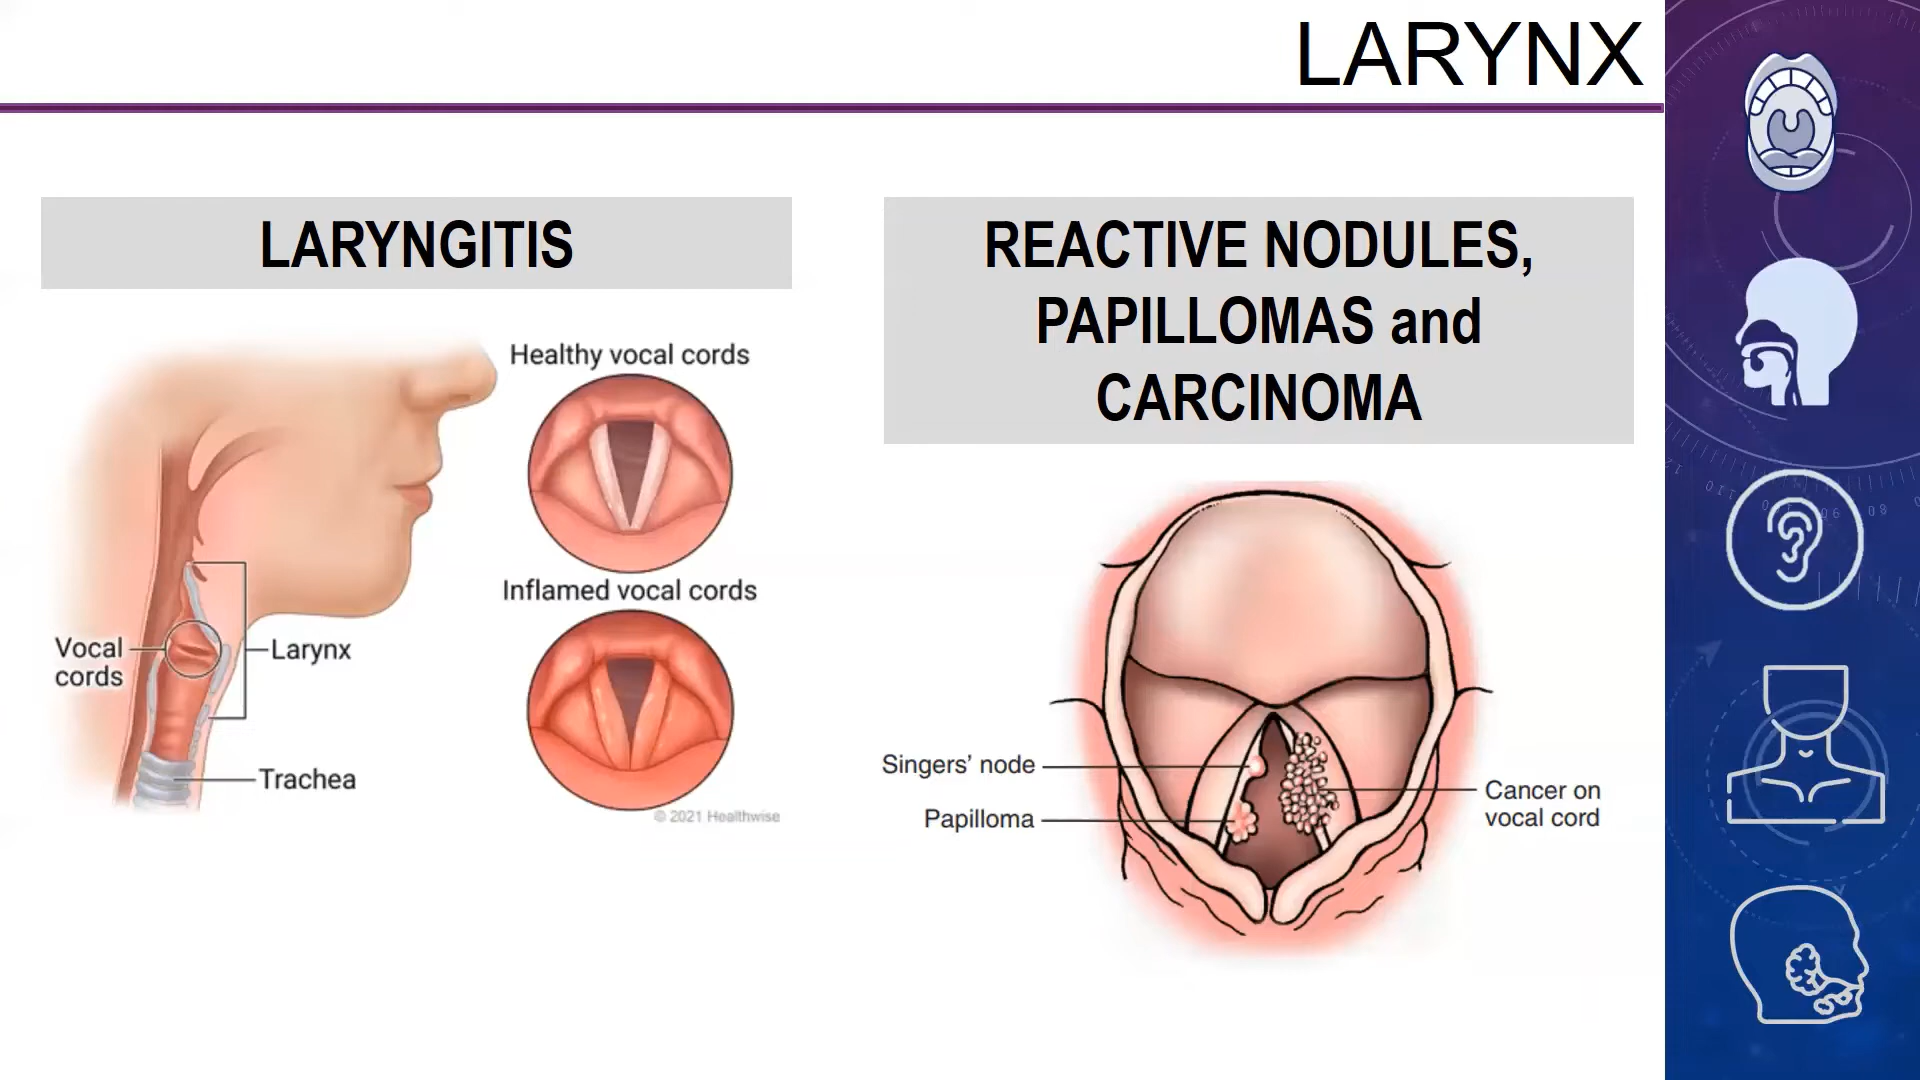 LARYNX
LARYNGITIS
Healthy vocal cords
Inflamed vocal cords
Vocal
cords
Larynx
Trachea
© 2021 Healthwise
REACTIVE NODULES,
PAPILLOMAS and
CARCINOMA
Singers’ node
Papilloma
Cancer on
vocal cord